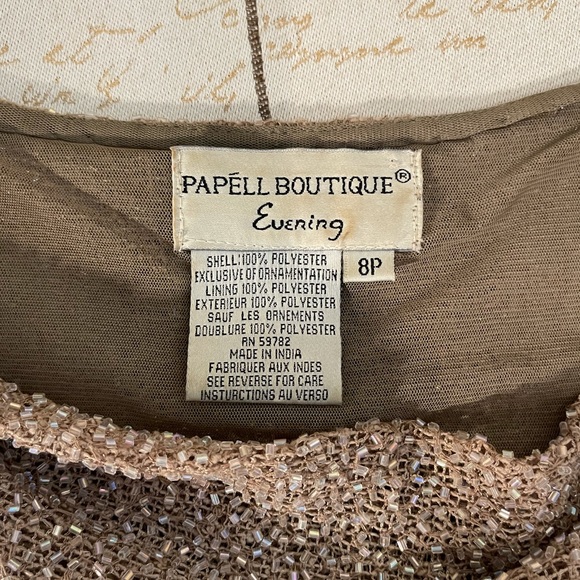 PAPÉLL BOUTIQUE®
Evening
8P
SHELL:100% POLYESTER
EXCLUSIVE OF ORNAMENTATION
LINING 100% POLYESTER
EXTERIEUR 100% POLYESTER
SAUF LES ORNEMENTS
DOUBLURE 100% POLYESTER
RN 59782
MADE IN INDIA
FABRIQUER AUX INDES
SEE REVERSE FOR CARE
INSTURCTIONS AU VERSO